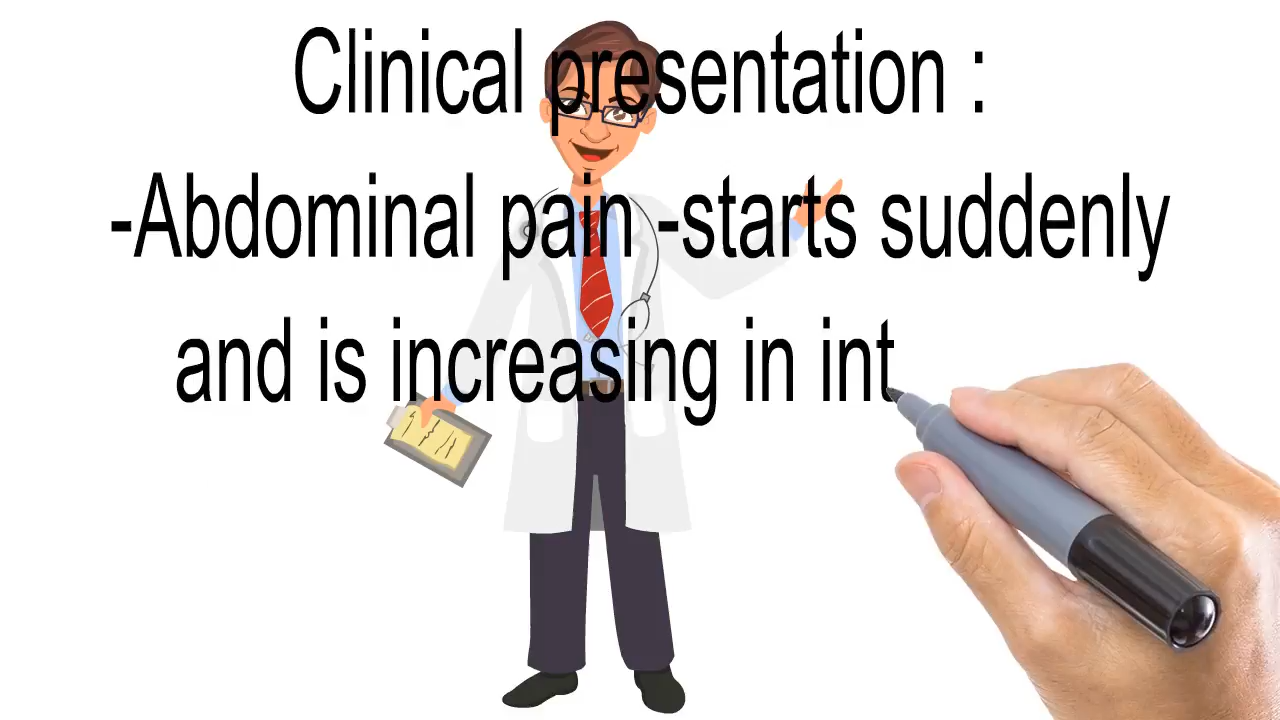 Clinical presentation :
-Abdominal pain -starts suddenly
and is increasing in int